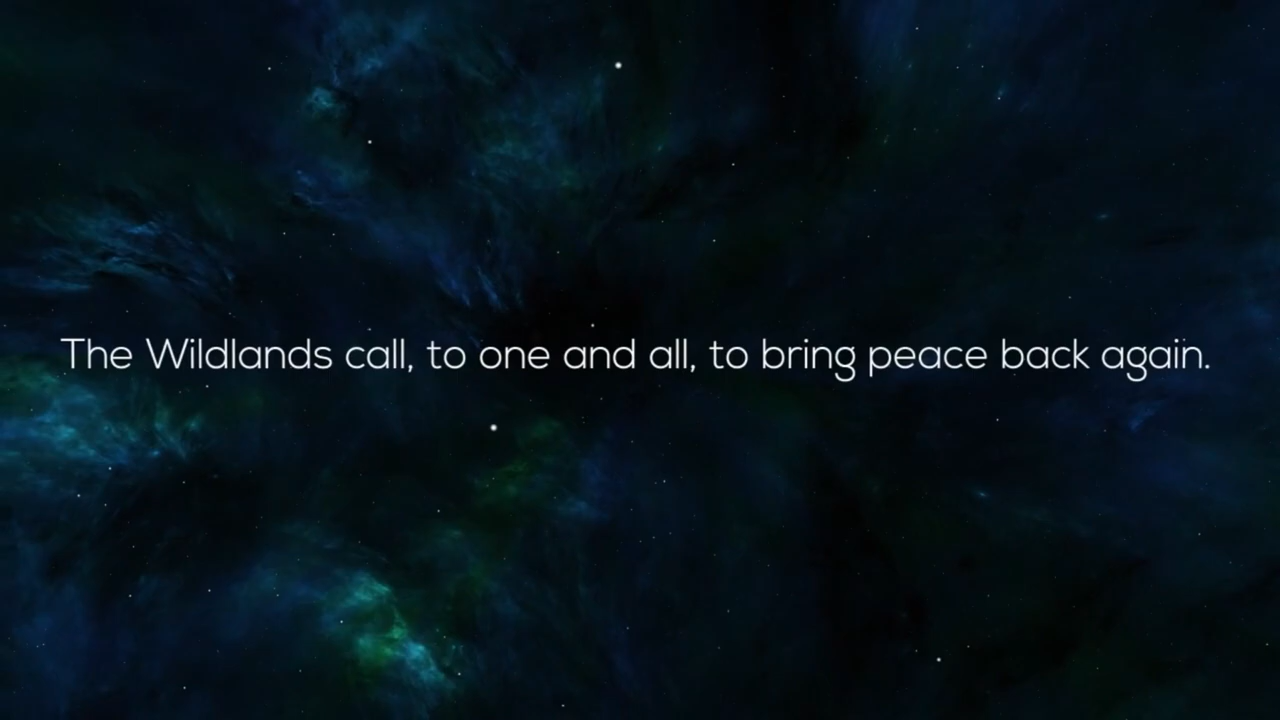 The Wildlands call, to one and all, to bring peace back again.